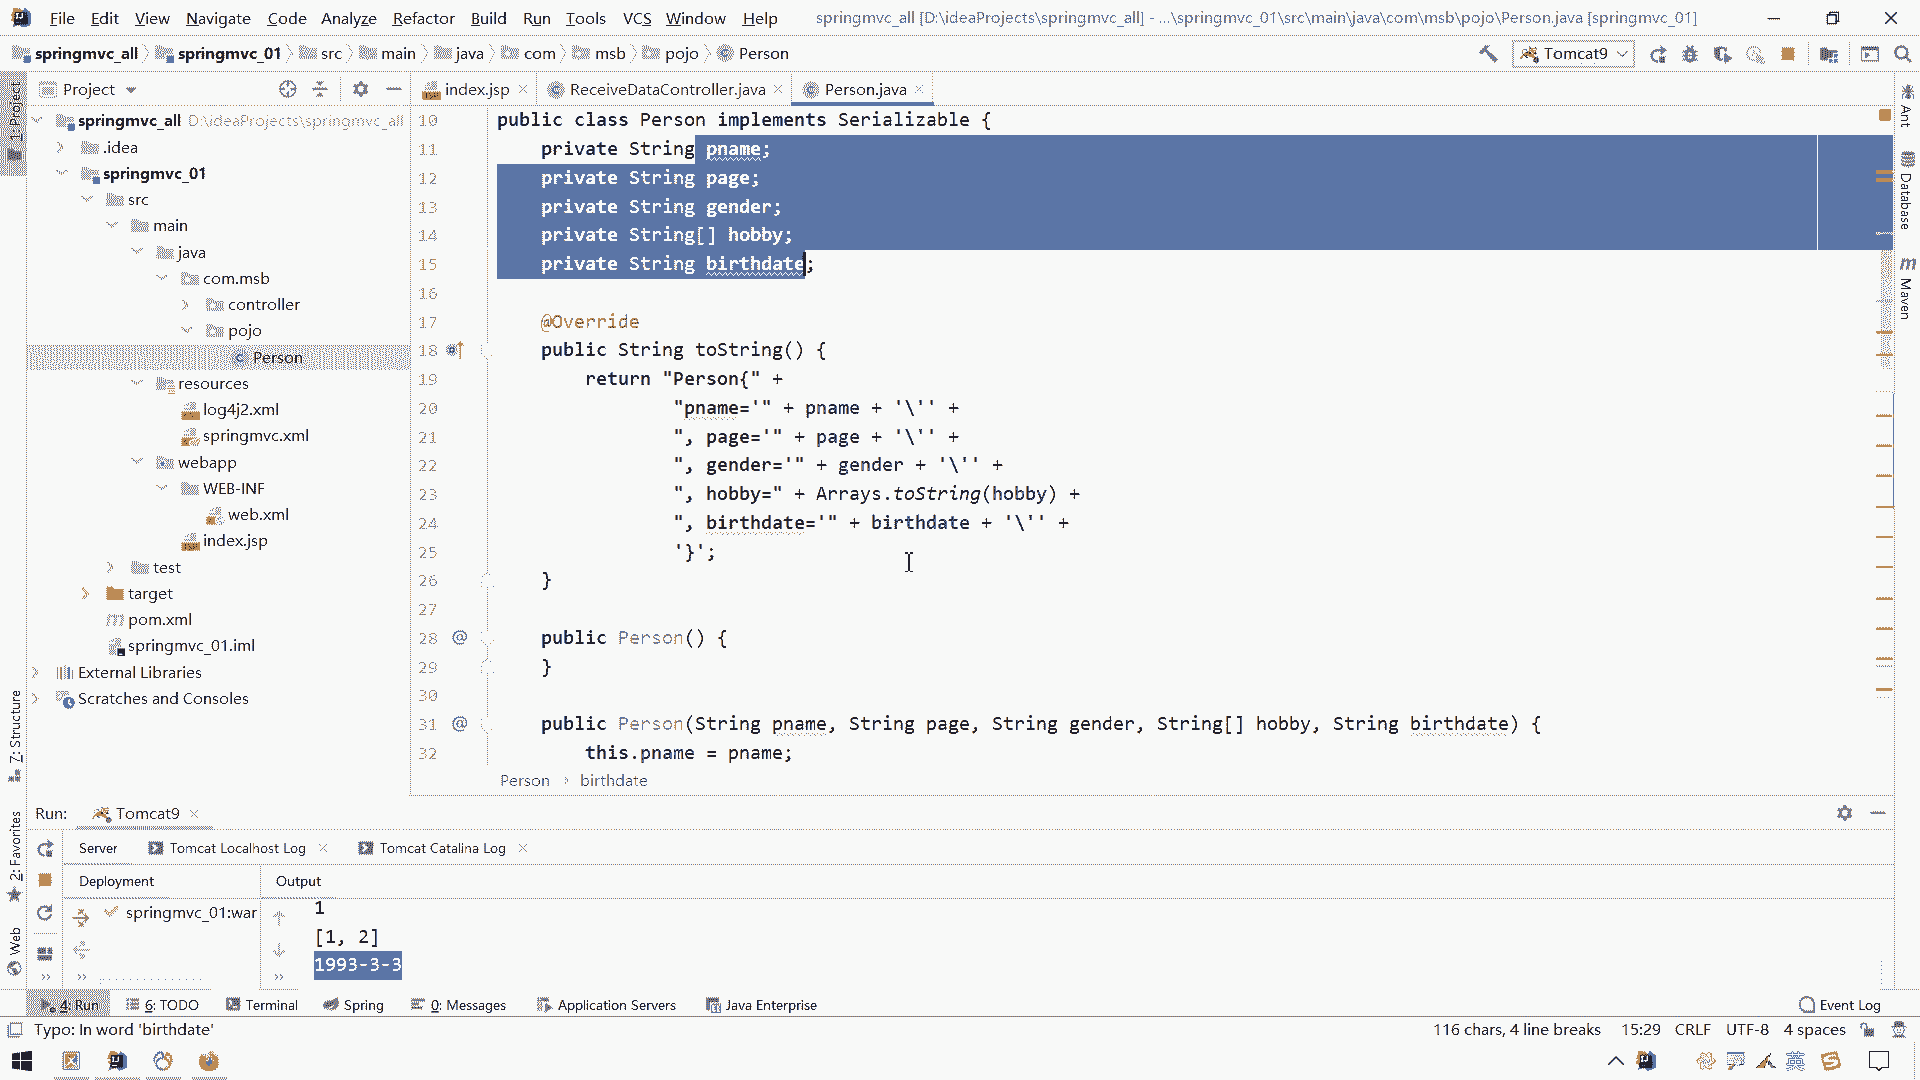 File Edit View Navigate Code Analyze Refactor Build Run Tools VCS Window Help springmvc_all [D:\ideaProjects\springmvc_all] - ...\springmvc_01\src\main\java\com\msb\pojo\Person.java [springmvc_01]
springmvc_all springmvc_01 src main java com msb pojo Person Tomcat9
Project index.jsp ReceiveDataController.java Person.java
1: Project
springmvc_all D:\ideaProjects\springmvc_all
.idea
springmvc_01
src
main
java
com.msb
controller
pojo
Person
resources
log4j2.xml
springmvc.xml
webapp
WEB-INF
web.xml
index.jsp
test
target
pom.xml
springmvc_01.iml
External Libraries
Scratches and Consoles
7: Structure
2: Favorites
Web
10 public class Person implements Serializable {
11 private String pname;
12 private String page;
13 private String gender;
14 private String[] hobby;
15 private String birthdate;
16
17 @Override
18 public String toString() {
19 return "Person{" +
20 "pname='" + pname + '\'' +
21 ", page='" + page + '\'' +
22 ", gender='" + gender + '\'' +
23 ", hobby=" + Arrays.toString(hobby) +
24 ", birthdate='" + birthdate + '\'' +
25 '}';
26 }
27
28 public Person() {
29 }
30
31 public Person(String pname, String page, String gender, String[] hobby, String birthdate) {
32 this.pname = pname;
Person › birthdate
Ant
Database
Maven
Run: Tomcat9
Server Tomcat Localhost Log Tomcat Catalina Log
Deployment Output
springmvc_01:war
1
[1, 2]
1993-3-3
4: Run 6: TODO Terminal Spring 0: Messages Application Servers Java Enterprise Event Log
Typo: In word 'birthdate' 116 chars, 4 line breaks 15:29 CRLF UTF-8 4 spaces
英